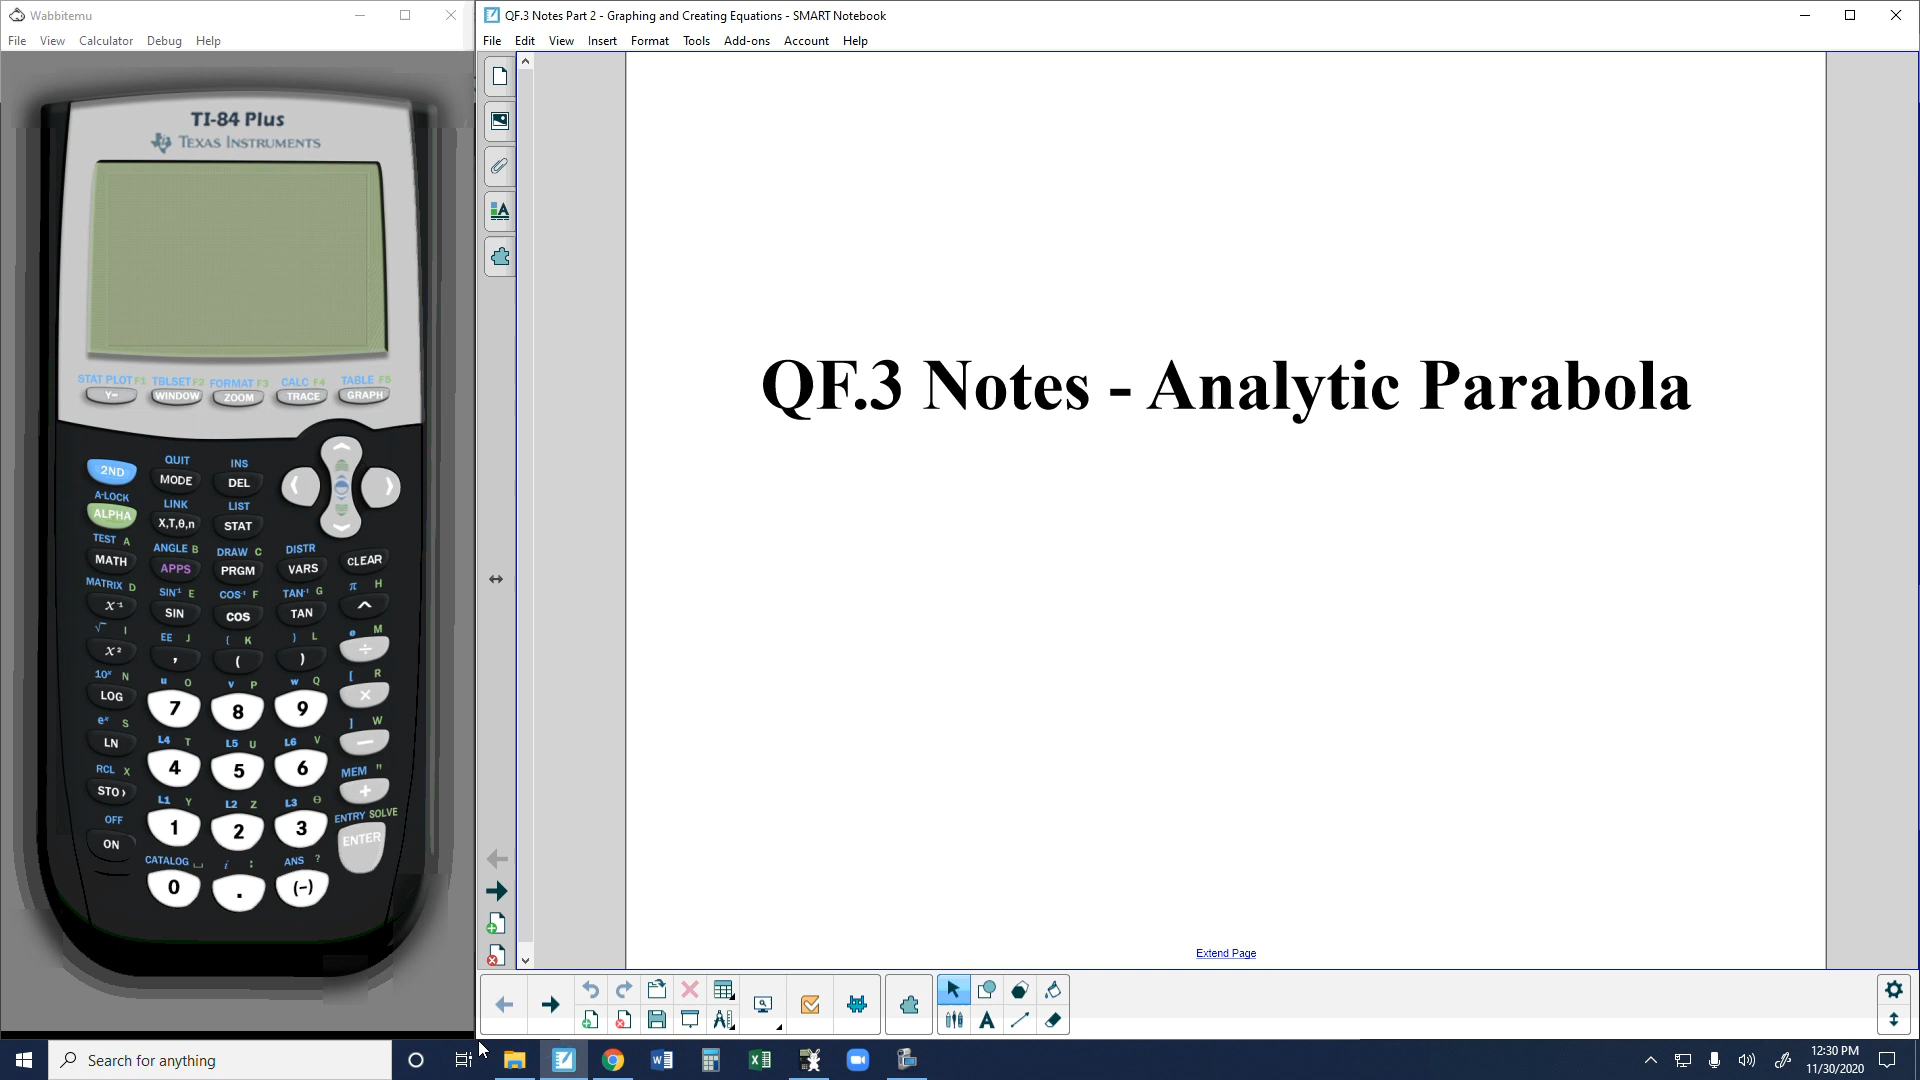 Wabbitemu
File View Calculator Debug Help
TI-84 Plus
TEXAS INSTRUMENTS
STAT PLOT F1 TBLSET F2 FORMAT F3 CALC F4 TABLE F5
Y= WINDOW ZOOM TRACE GRAPH
QUIT INS
2ND MODE DEL
A-LOCK LINK LIST
ALPHA X,T,θ,n STAT
TEST A ANGLE B DRAW C DISTR
MATH APPS PRGM VARS CLEAR
MATRIX D SIN⁻¹ E COS⁻¹ F TAN⁻¹ G π H
X⁻¹ SIN COS TAN ^
√ I EE J { K } L e M
X² , ( ) ÷
10ˣ N u O v P w Q [ R
LOG 7 8 9 ×
eˣ S L4 T L5 U L6 V ] W
LN 4 5 6 −
RCL X L1 Y L2 Z L3 θ MEM "
STO› 1 2 3 +
OFF CATALOG ␣ i : ANS ? ENTRY SOLVE
ON 0 . (−) ENTER
QF.3 Notes Part 2 - Graphing and Creating Equations - SMART Notebook
File Edit View Insert Format Tools Add-ons Account Help
QF.3 Notes - Analytic Parabola
Extend Page
Search for anything
12:30 PM
11/30/2020